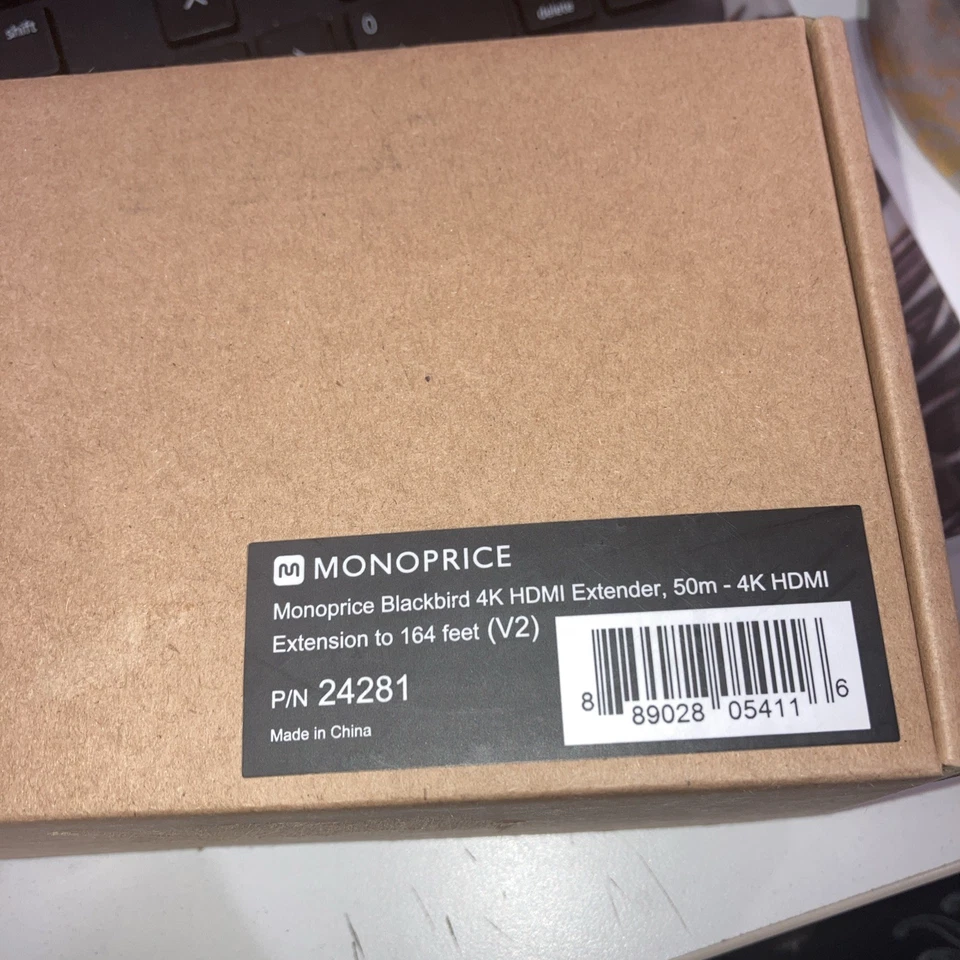 shift
0
delete
MONOPRICE
Monoprice Blackbird 4K HDMI Extender, 50m - 4K HDMI
Extension to 164 feet (V2)
P/N 24281
Made in China
8 89028 05411 6